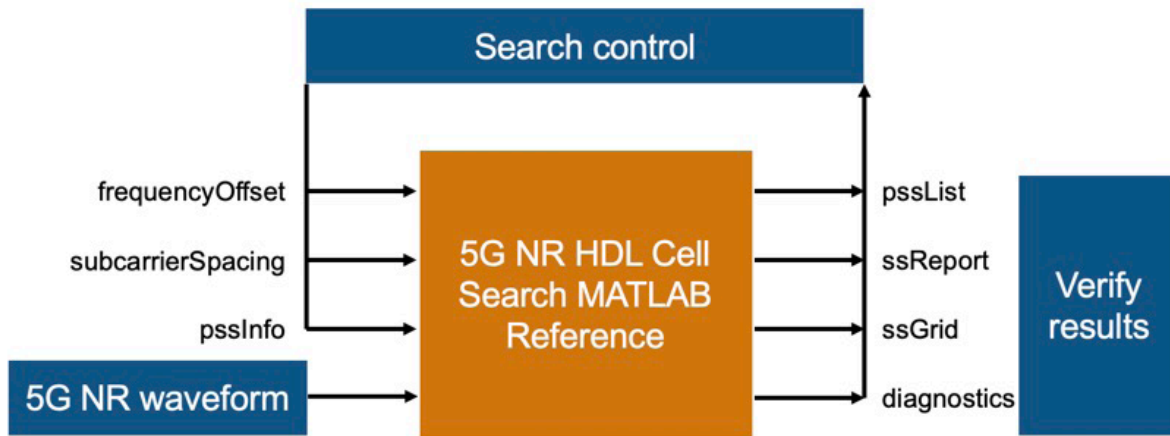 Search control
frequencyOffset
subcarrierSpacing
pssInfo
5G NR waveform
5G NR HDL Cell
Search MATLAB
Reference
pssList
ssReport
ssGrid
diagnostics
Verify
results